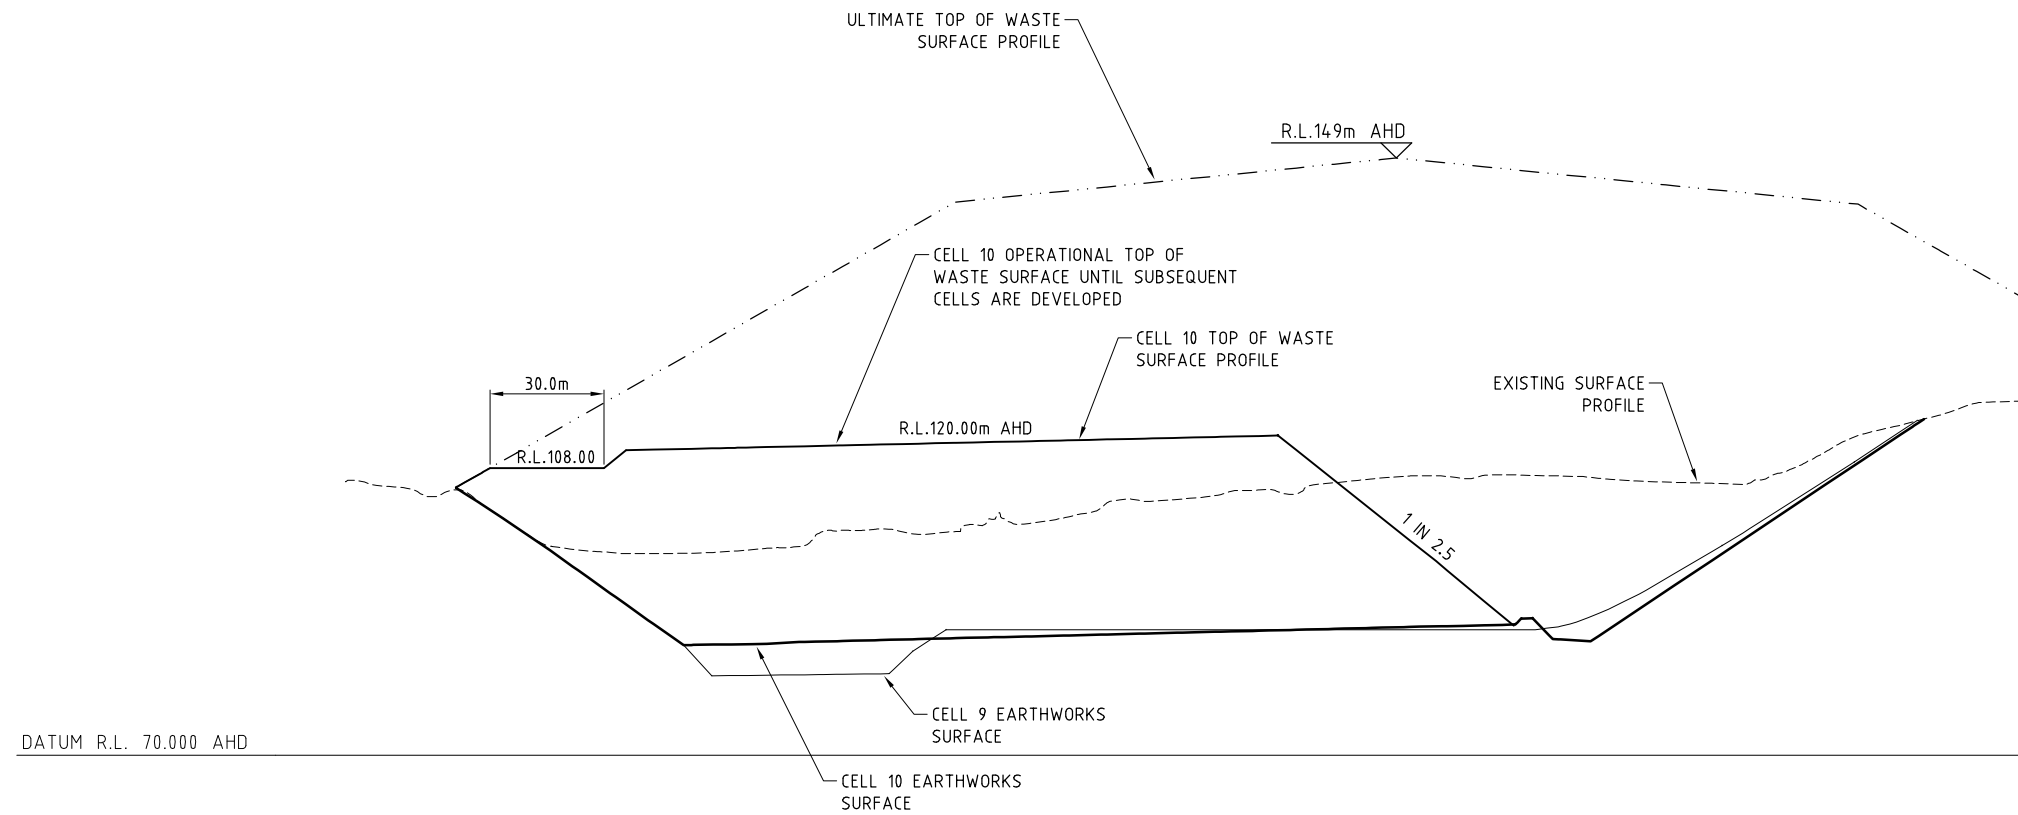 ULTIMATE TOP OF WASTE
SURFACE PROFILE
R.L.149m AHD
CELL 10 OPERATIONAL TOP OF
WASTE SURFACE UNTIL SUBSEQUENT
CELLS ARE DEVELOPED
CELL 10 TOP OF WASTE
SURFACE PROFILE
30.0m
EXISTING SURFACE
PROFILE
R.L.120.00m AHD
R.L.108.00
1 IN 2.5
CELL 9 EARTHWORKS
SURFACE
DATUM R.L. 70.000 AHD
CELL 10 EARTHWORKS
SURFACE